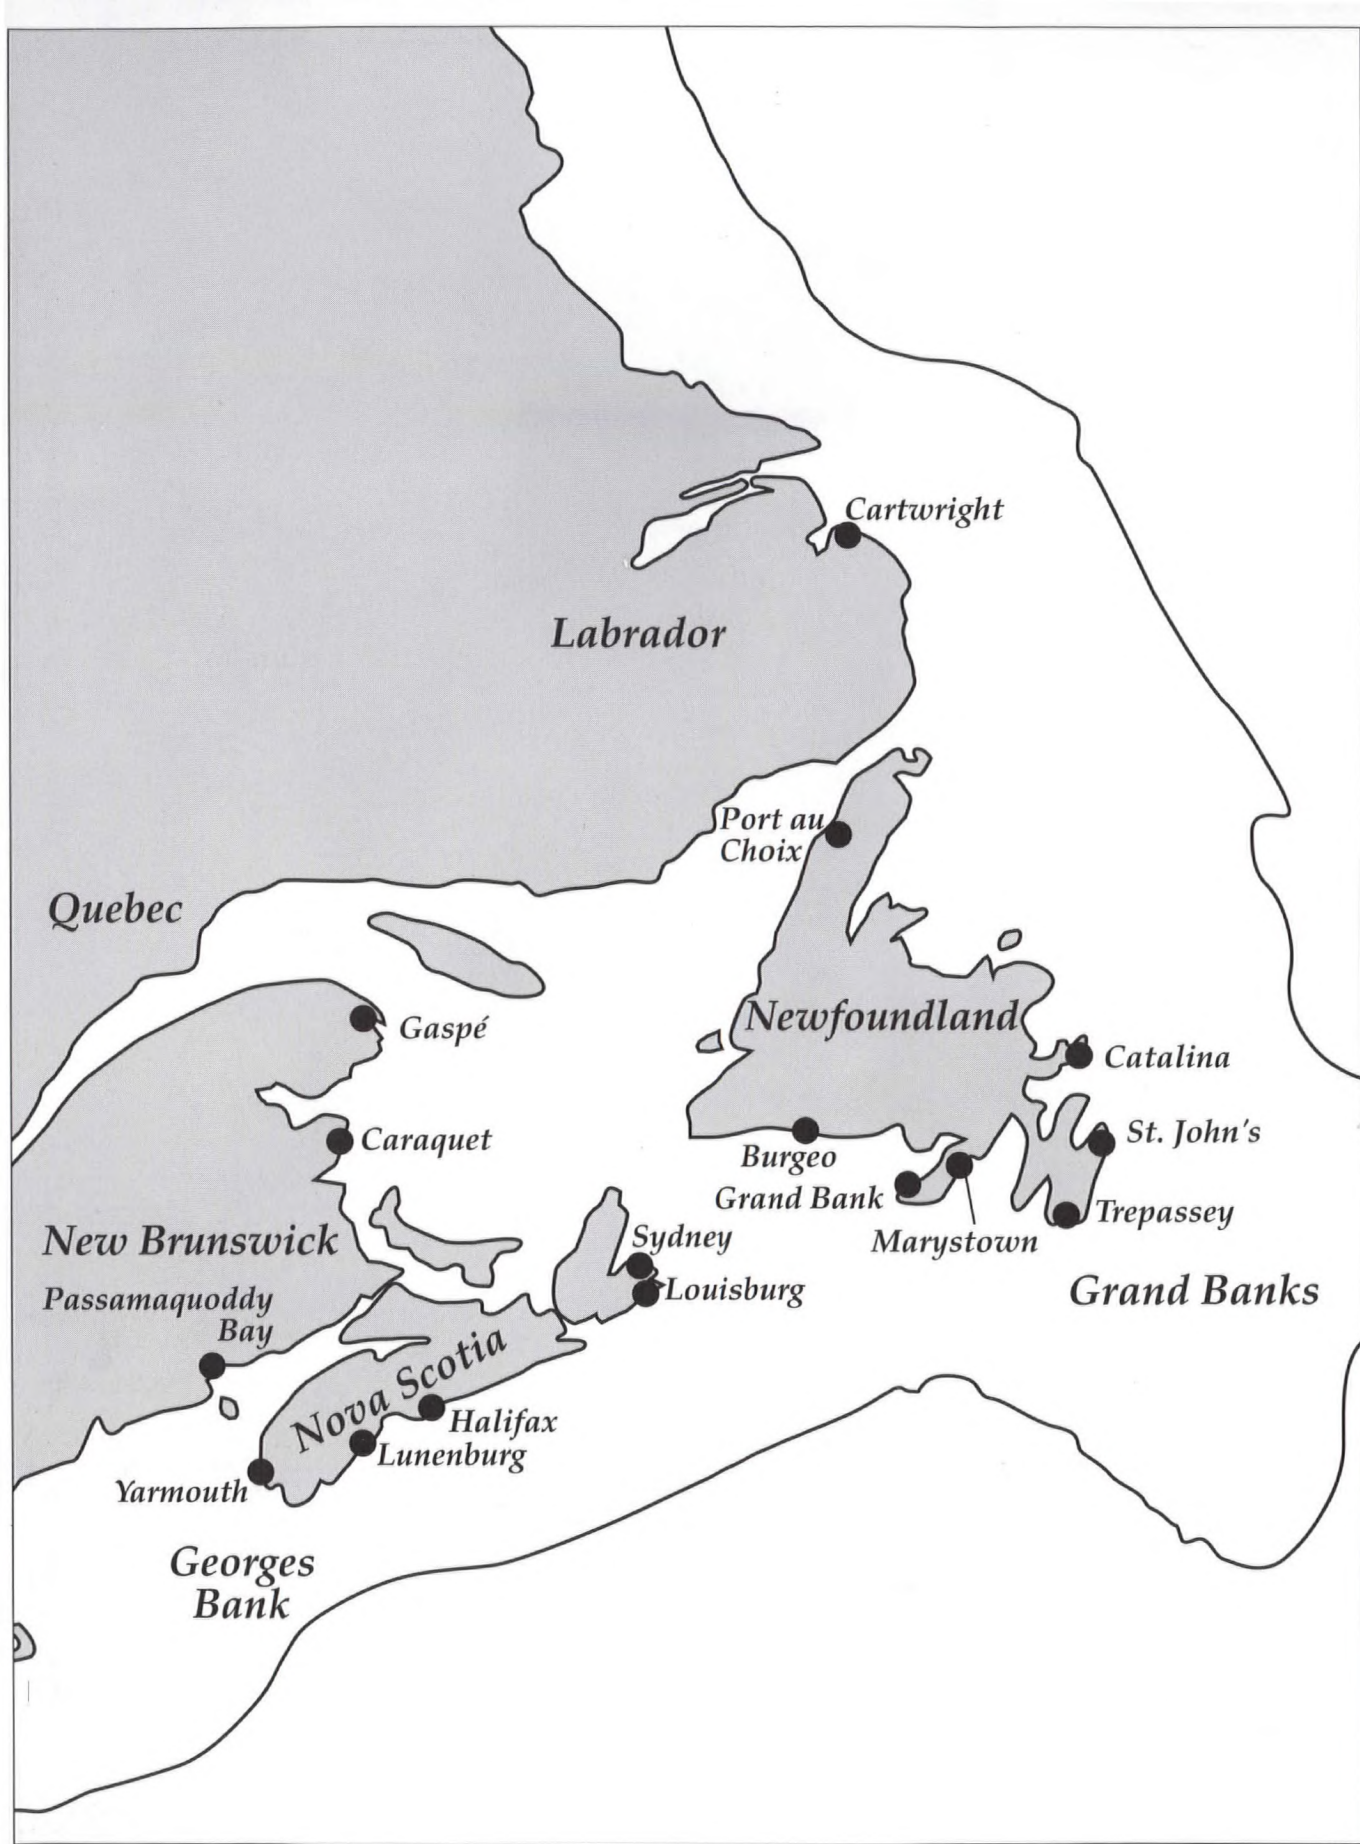 Cartwright
Labrador
Port au
Choix
Quebec
Newfoundland
Gaspé
Catalina
Caraquet
St. John's
Burgeo
Grand Bank
Trepassey
Marystown
New Brunswick
Sydney
Louisburg
Grand Banks
Passamaquoddy
Bay
Nova Scotia
Halifax
Lunenburg
Yarmouth
Georges
Bank